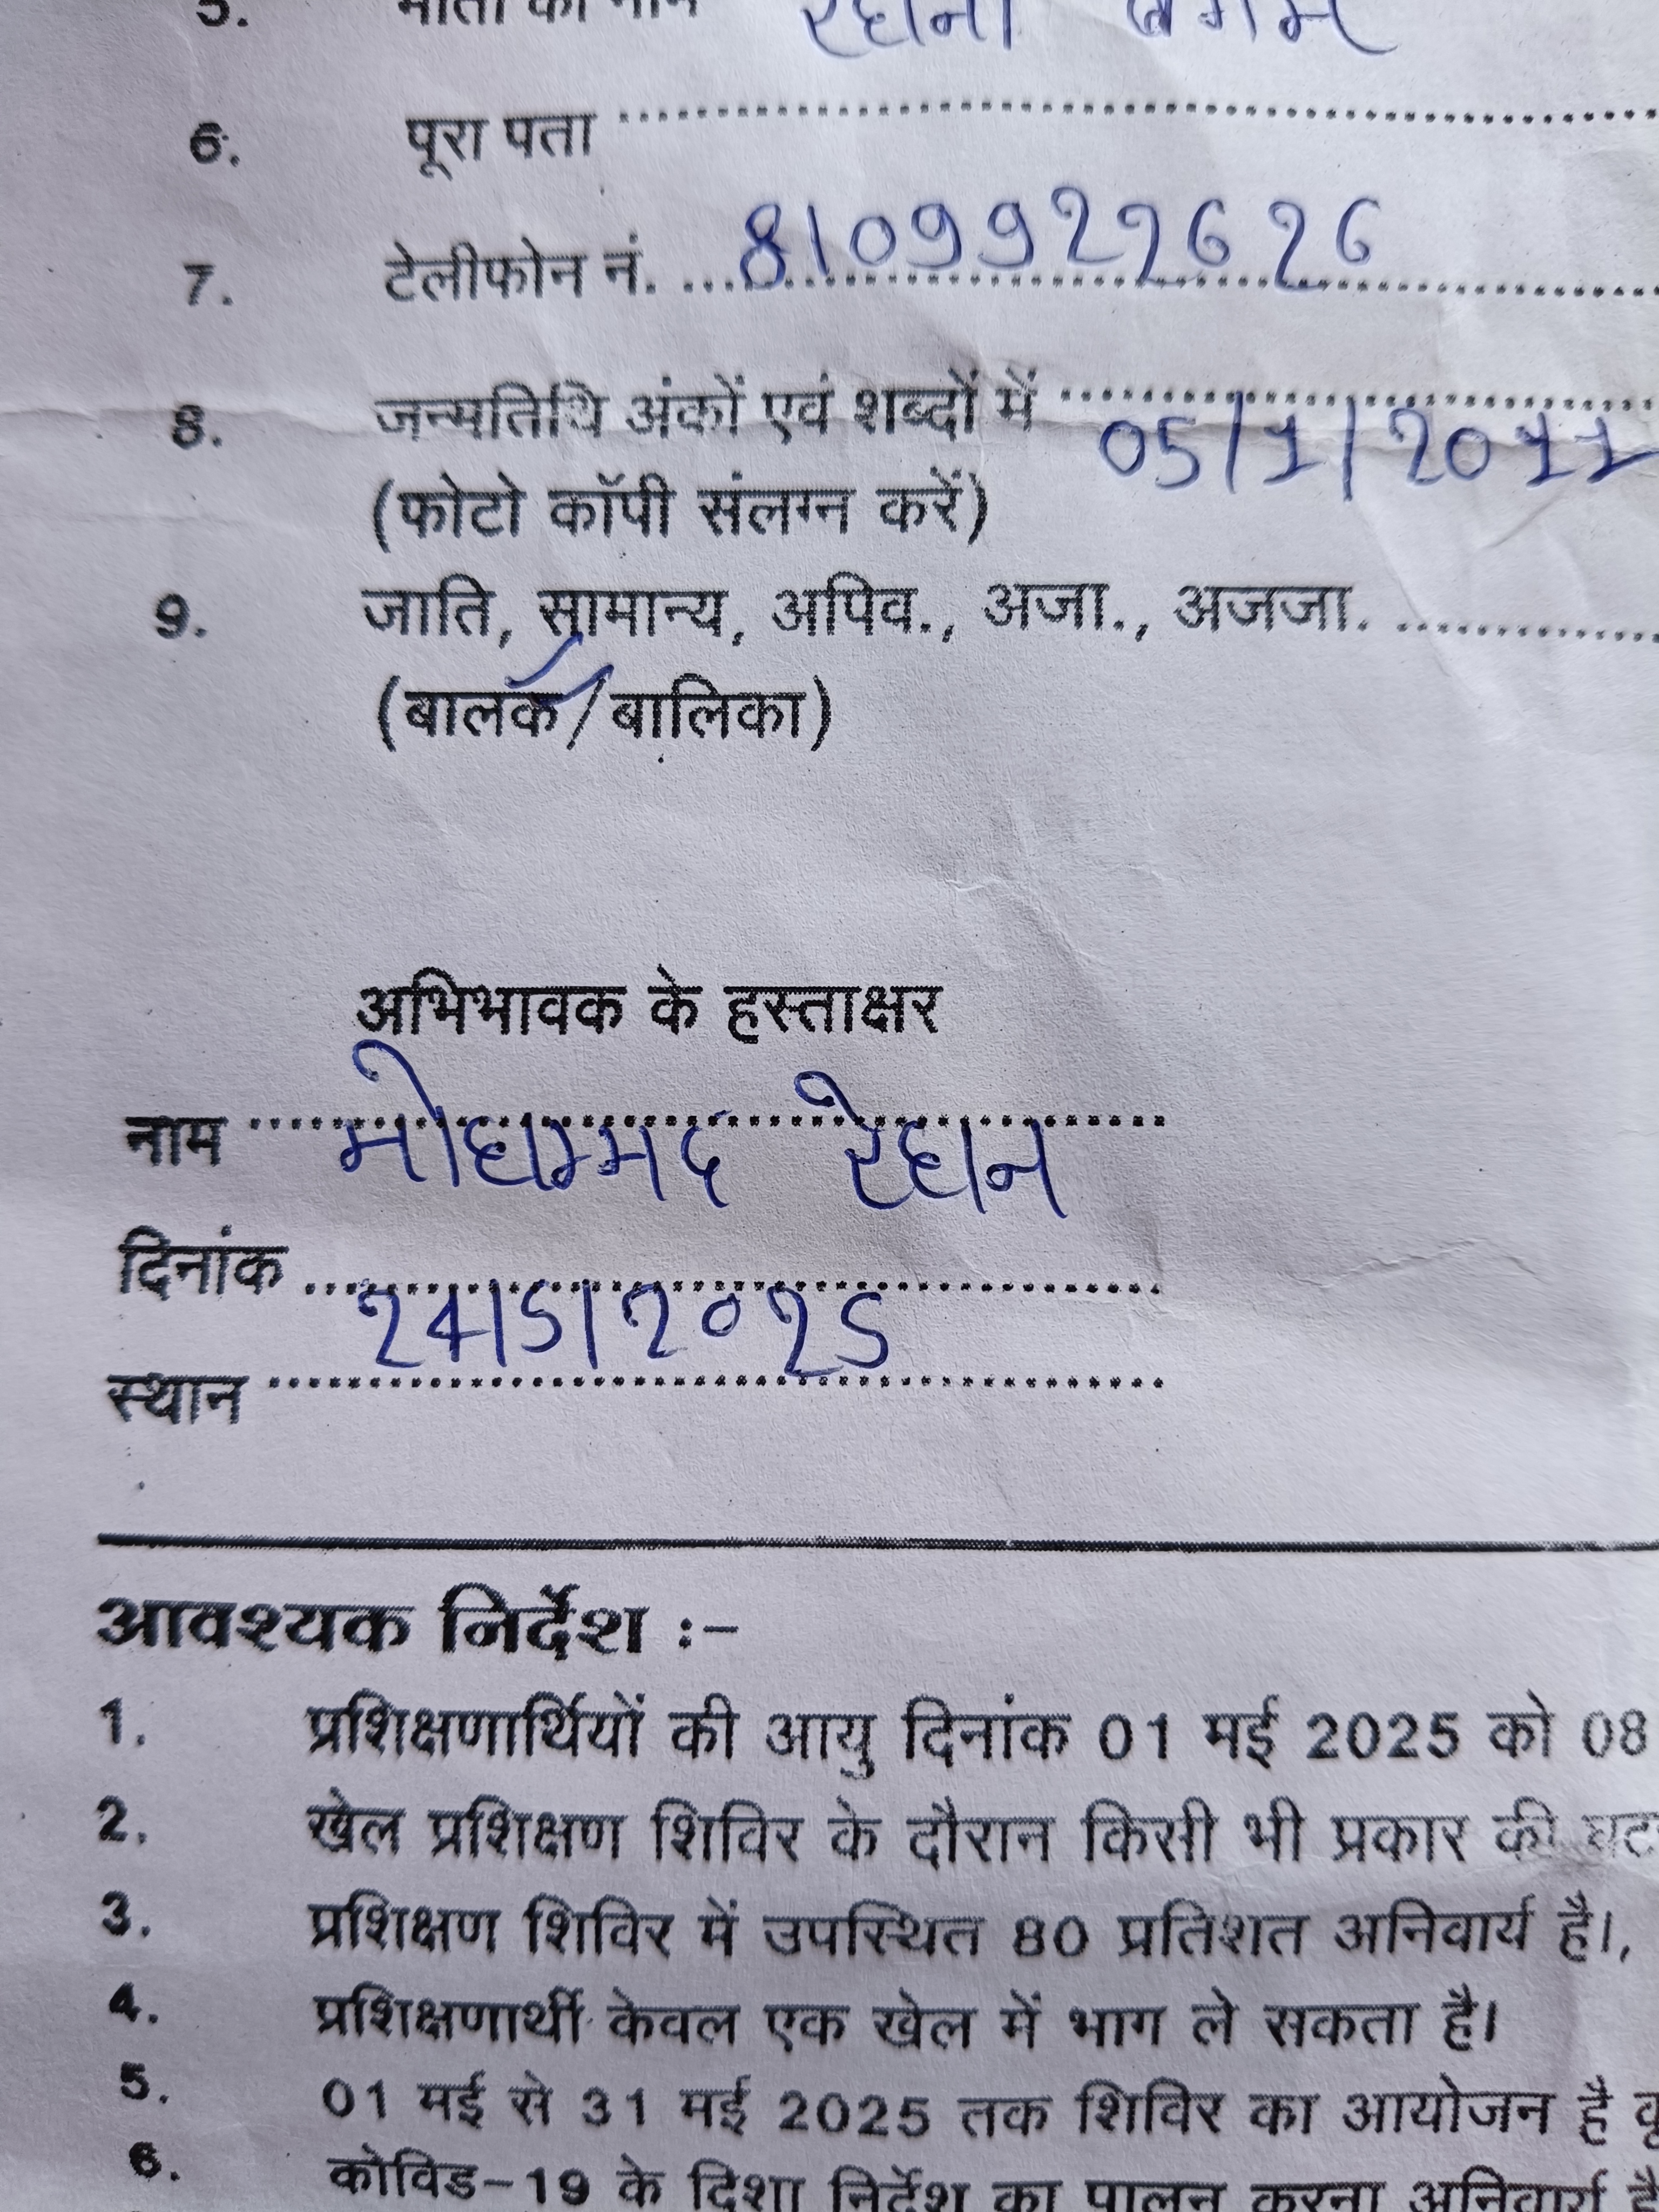 5. माता का नाम रेहाना बेगम
6. पूरा पता ........................
7. टेलीफोन नं. ... 8109922626
8. जन्मतिथि अंकों एवं शब्दों में ........................
05/1/2011
(फोटो कॉपी संलग्न करें)
9. जाति, सामान्य, अपिव., अजा., अजजा. ..............
(बालक/बालिका)
अभिभावक के हस्ताक्षर
नाम ........................
मोहाम्मद रेहान
दिनांक ........................
24/5/2025
स्थान ........................
आवश्यक निर्देश :-
1. प्रशिक्षणार्थियों की आयु दिनांक 01 मई 2025 को 08
2. खेल प्रशिक्षण शिविर के दौरान किसी भी प्रकार की
3. प्रशिक्षण शिविर में उपस्थित 80 प्रतिशत अनिवार्य है।,
4. प्रशिक्षणार्थी केवल एक खेल में भाग ले सकता है।
5. 01 मई से 31 मई 2025 तक शिविर का आयोजन है
6. कोविड-19 के दिशा निर्देश का पालन करना अनिवार्य है